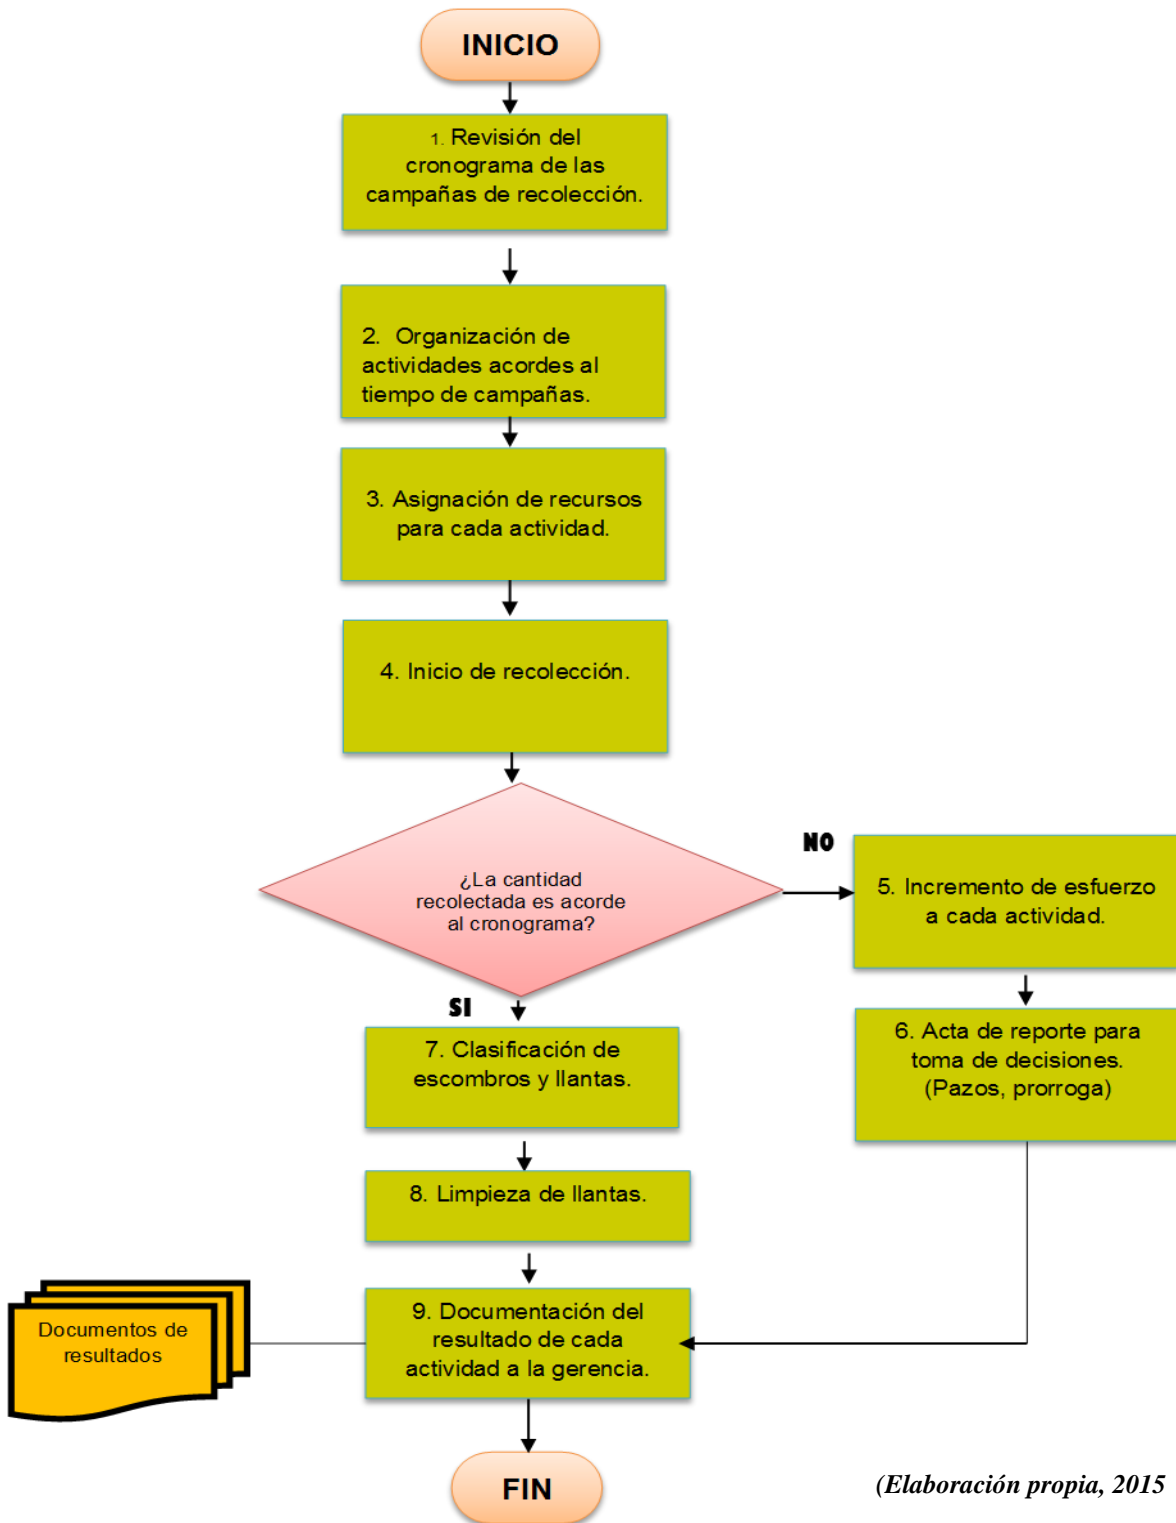 INICIO
1. Revisión del
cronograma de las
campañas de recolección.
2. Organización de
actividades acordes al
tiempo de campañas.
3. Asignación de recursos
para cada actividad.
4. Inicio de recolección.
¿La cantidad
recolectada es acorde
al cronograma?
NO
5. Incremento de esfuerzo
a cada actividad.
6. Acta de reporte para
toma de decisiones.
(Pazos, prorroga)
SI
7. Clasificación de
escombros y llantas.
8. Limpieza de llantas.
9. Documentación del
resultado de cada
actividad a la gerencia.
Documentos de
resultados
FIN
(Elaboración propia, 2015